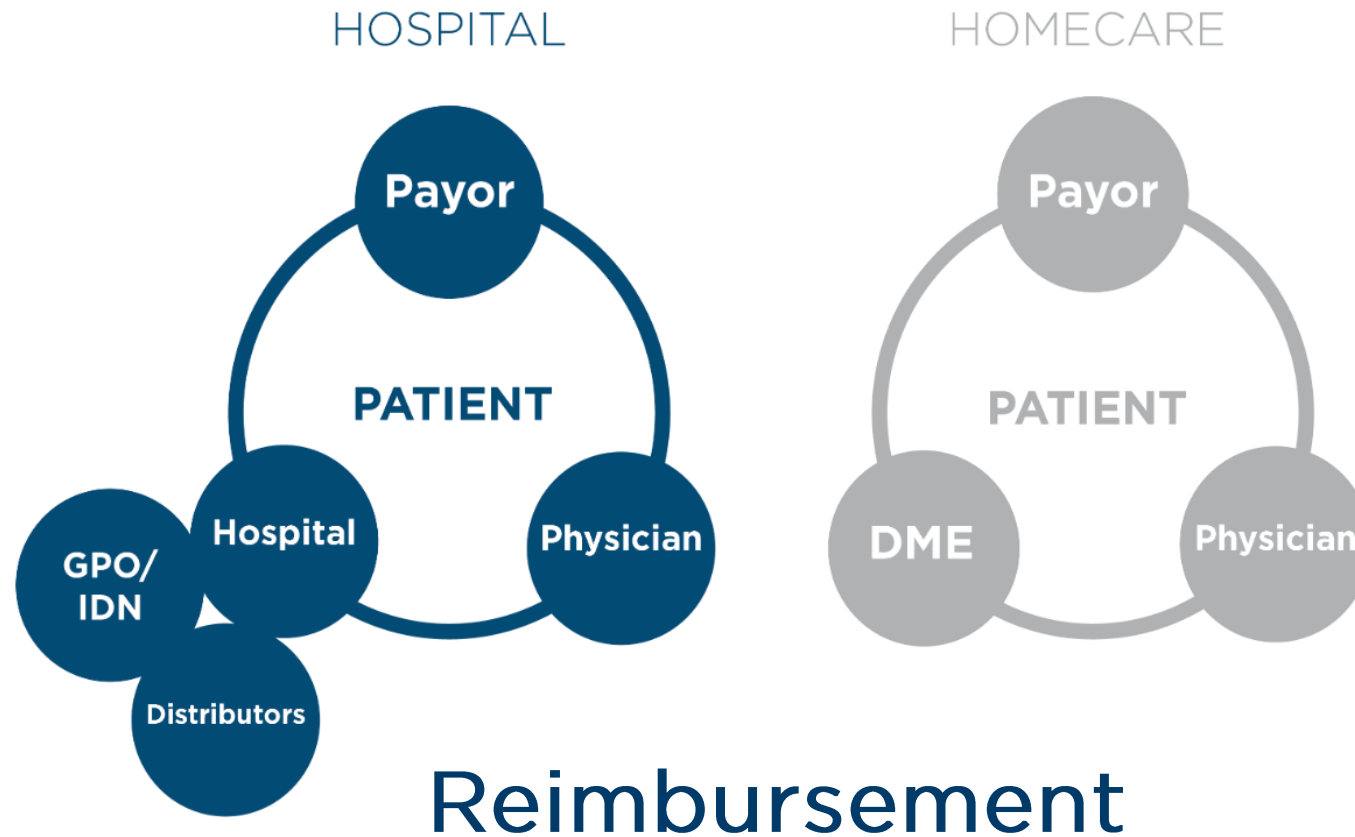 HOSPITAL
HOMECARE
Payor
Payor
PATIENT
PATIENT
Hospital
Physician
DME
Physician
GPO/
IDN
Distributors
Reimbursement